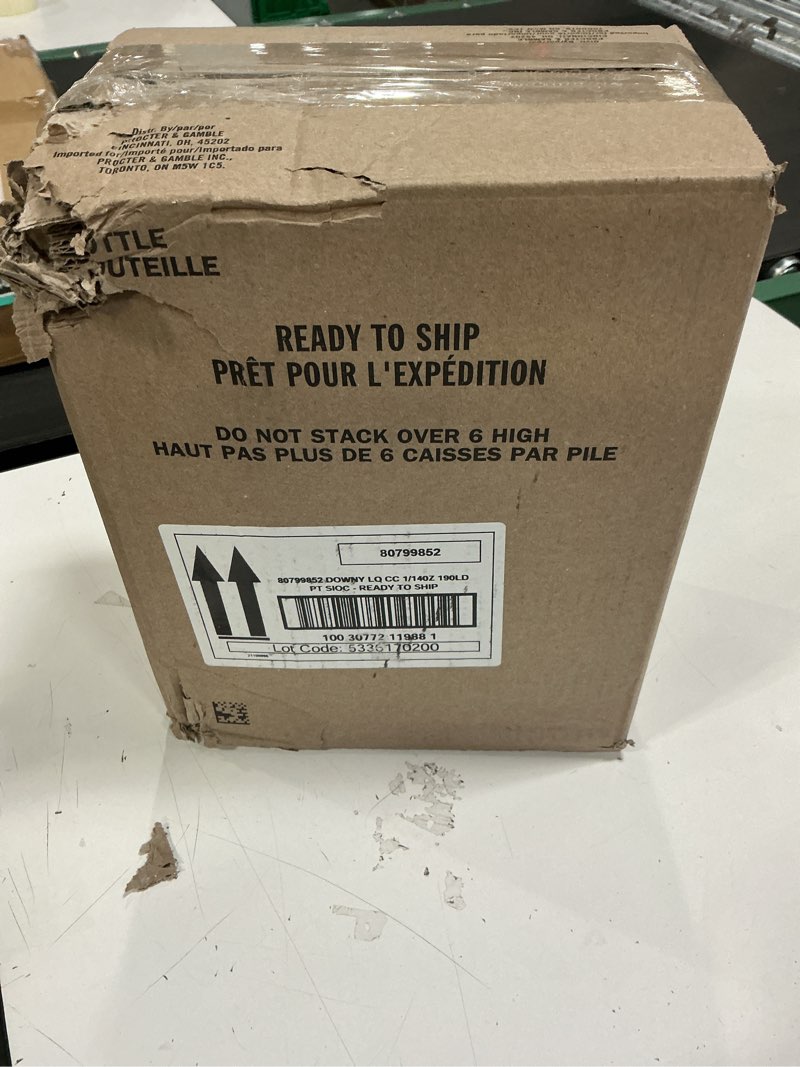 Distr. By/par/por
PROCTER & GAMBLE
CINCINNATI, OH, 45202
Imported for/Importé pour/Importado para
PROCTER & GAMBLE INC.,
TORONTO, ON M5W 1C5.
OTTLE
OUTEILLE
READY TO SHIP
PRÊT POUR L'EXPÉDITION
DO NOT STACK OVER 6 HIGH
HAUT PAS PLUS DE 6 CAISSES PAR PILE
80799852
80799852 DOWNY LQ CC 1/140Z 190LD
PT SIOC - READY TO SHIP
100 30772 11988 1
Lot Code: 5336170200